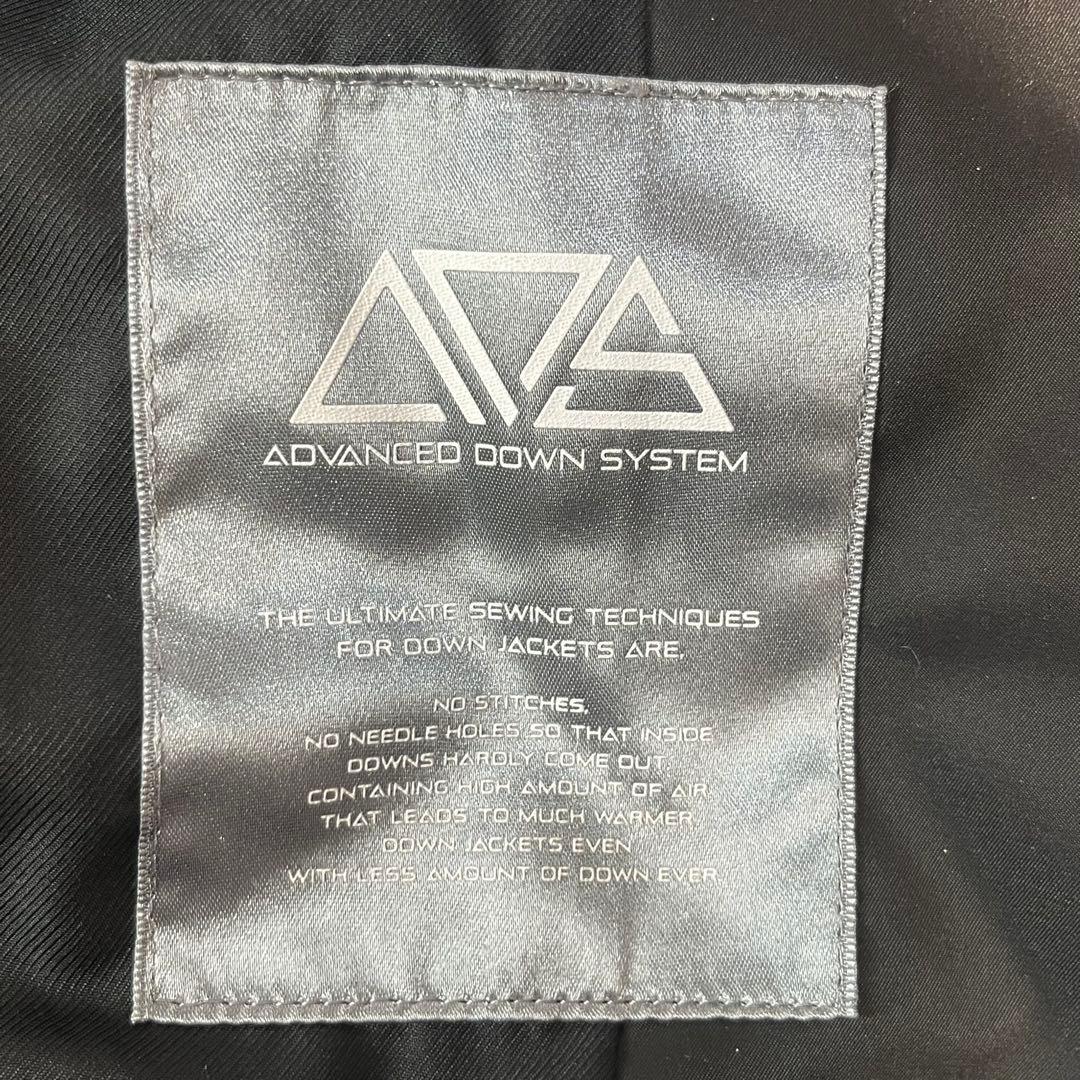 ADS
ADVANCED DOWN SYSTEM
THE ULTIMATE SEWING TECHNIQUES
FOR DOWN JACKETS ARE,
NO STITCHES,
NO NEEDLE HOLES SO THAT INSIDE
DOWNS HARDLY COME OUT,
CONTAINING HIGH AMOUNT OF AIR
THAT LEADS TO MUCH WARMER
DOWN JACKETS EVEN
WITH LESS AMOUNT OF DOWN EVER.